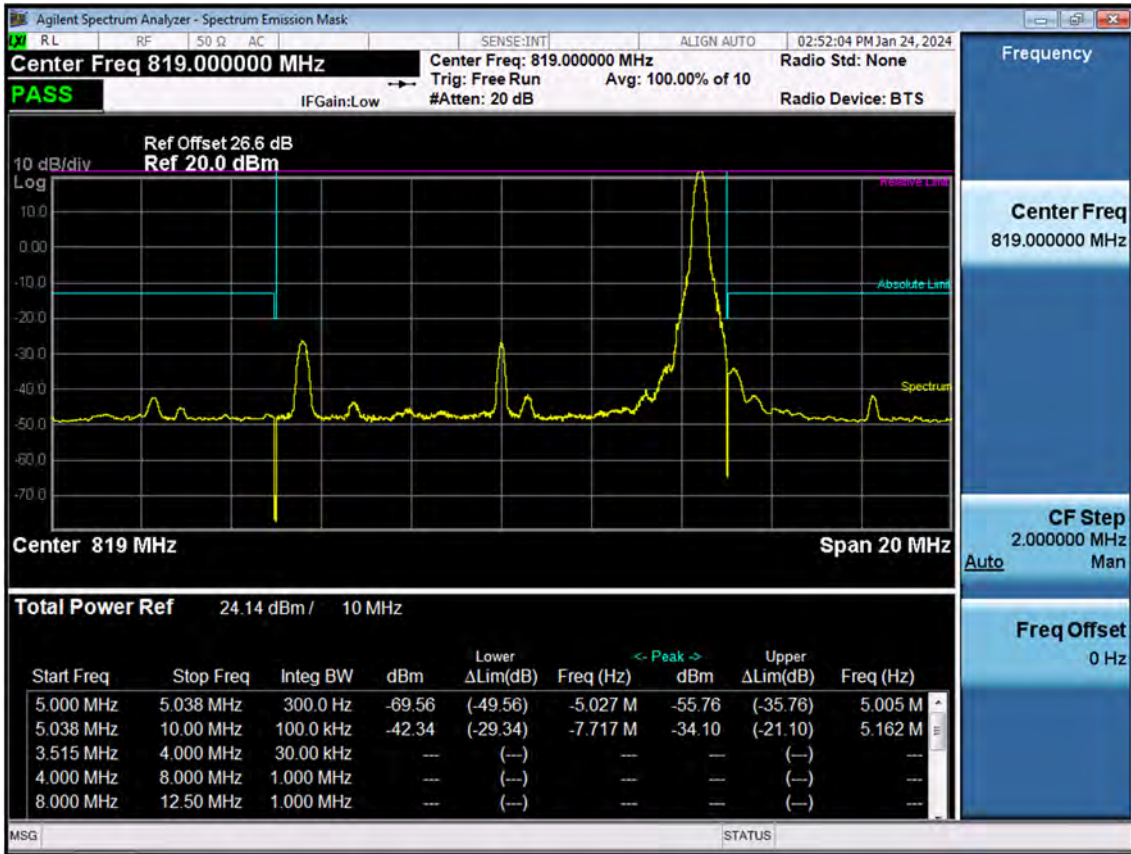 Agilent Spectrum Analyzer - Spectrum Emission Mask
LXI RL RF 50 Ω AC SENSE:INT ALIGN AUTO 02:52:04 PM Jan 24, 2024
Center Freq 819.000000 MHz
Center Freq: 819.000000 MHz
Radio Std: None
Trig: Free Run Avg: 100.00% of 10
PASS
IFGain:Low
#Atten: 20 dB
Radio Device: BTS
Ref Offset 26.6 dB
10 dB/div Ref 20.0 dBm
Log
Relative Limit
10.0
0.00
-10.0
Absolute Limit
-20.0
-30.0
-40.0
Spectrum
-50.0
-60.0
-70.0
Center 819 MHz Span 20 MHz
Total Power Ref 24.14 dBm / 10 MHz
Lower <- Peak -> Upper
Start Freq Stop Freq Integ BW dBm ΔLim(dB) Freq (Hz) dBm ΔLim(dB) Freq (Hz)
5.000 MHz 5.038 MHz 300.0 Hz -69.56 (-49.56) -5.027 M -55.76 (-35.76) 5.005 M
5.038 MHz 10.00 MHz 100.0 kHz -42.34 (-29.34) -7.717 M -34.10 (-21.10) 5.162 M
3.515 MHz 4.000 MHz 30.00 kHz --- (---) --- --- (---) ---
4.000 MHz 8.000 MHz 1.000 MHz --- (---) --- --- (---) ---
8.000 MHz 12.50 MHz 1.000 MHz --- (---) --- --- (---) ---
MSG STATUS
Frequency
Center Freq
819.000000 MHz
CF Step
2.000000 MHz
Auto Man
Freq Offset
0 Hz